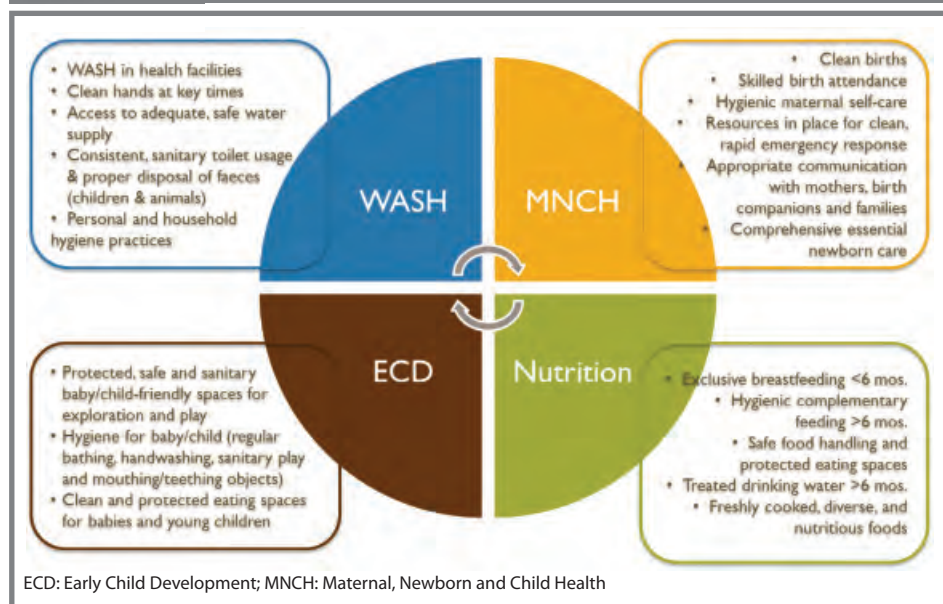 • WASH in health facilities
• Clean hands at key times
• Access to adequate, safe water
supply
• Consistent, sanitary toilet usage
& proper disposal of faeces
(children & animals)
• Personal and household
hygiene practices
• Clean births
• Skilled birth attendance
• Hygienic maternal self-care
• Resources in place for clean,
rapid emergency response
• Appropriate communication
with mothers, birth
companions and families
• Comprehensive essential
newborn care
WASH
MNCH
ECD
Nutrition
• Protected, safe and sanitary
baby/child-friendly spaces for
exploration and play
• Hygiene for baby/child (regular
bathing, handwashing, sanitary play
and mouthing/teething objects)
• Clean and protected eating spaces
for babies and young children
• Exclusive breastfeeding <6 mos.
• Hygienic complementary
feeding >6 mos.
• Safe food handling and
protected eating spaces
• Treated drinking water >6 mos.
• Freshly cooked, diverse, and
nutritious foods
ECD: Early Child Development; MNCH: Maternal, Newborn and Child Health